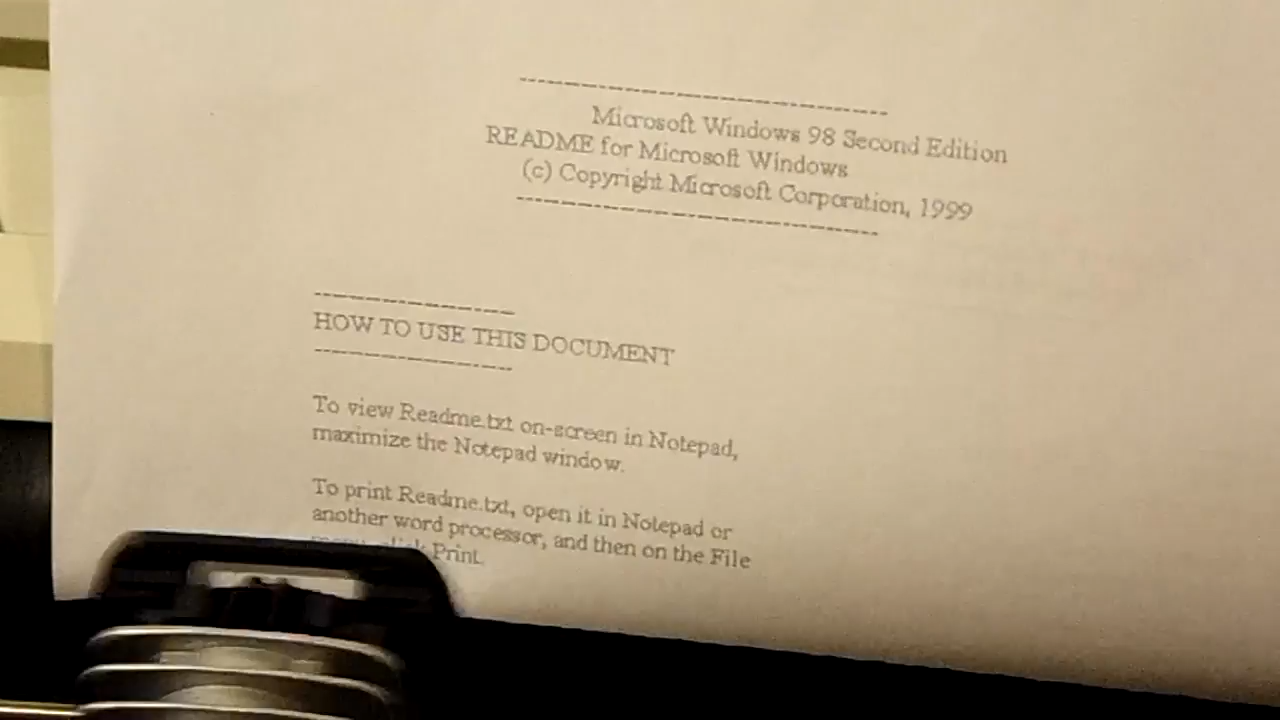 ------------------------------------
Microsoft Windows 98 Second Edition
README for Microsoft Windows
(c) Copyright Microsoft Corporation, 1999
------------------------------------
--------------------
HOW TO USE THIS DOCUMENT
--------------------
To view Readme.txt on-screen in Notepad,
maximize the Notepad window.
To print Readme.txt, open it in Notepad or
another word processor, and then on the File
menu, click Print.